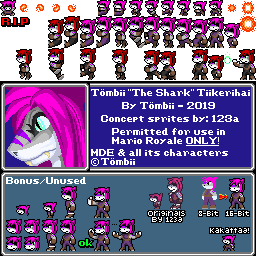 R.I.P
Tömbii "The Shark" Tiikerihai
By Tömbii - 2019
Concept sprites by: 123a
Permitted for use in
Mario Royale ONLY!
MDE & all its characters
©Tömbii
Bonus/Unused
Originals
By 123a
8-Bit
16-Bit
Kakattaa!
ok